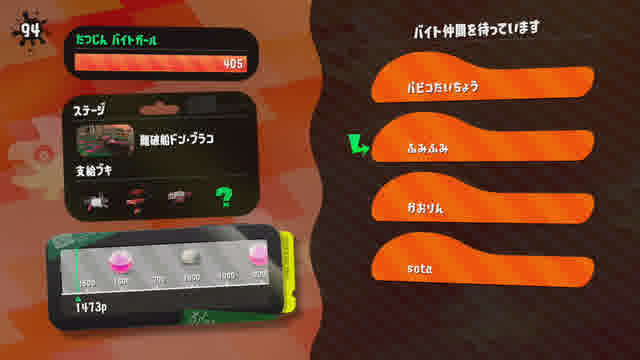 94
たつじん バイトガール
405
ステージ
難破船ドン・ブラコ
支給ブキ
?
1473p
バイト仲間を待っています
パピコだいちょう
ふみふみ
かおりん
sota